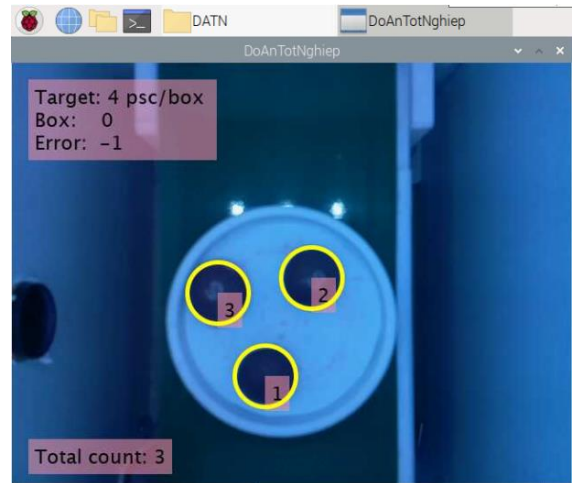 DATN
DoAnTotNghiep
DoAnTotNghiep
Target: 4 psc/box
Box: 0
Error: -1
3
2
1
Total count: 3